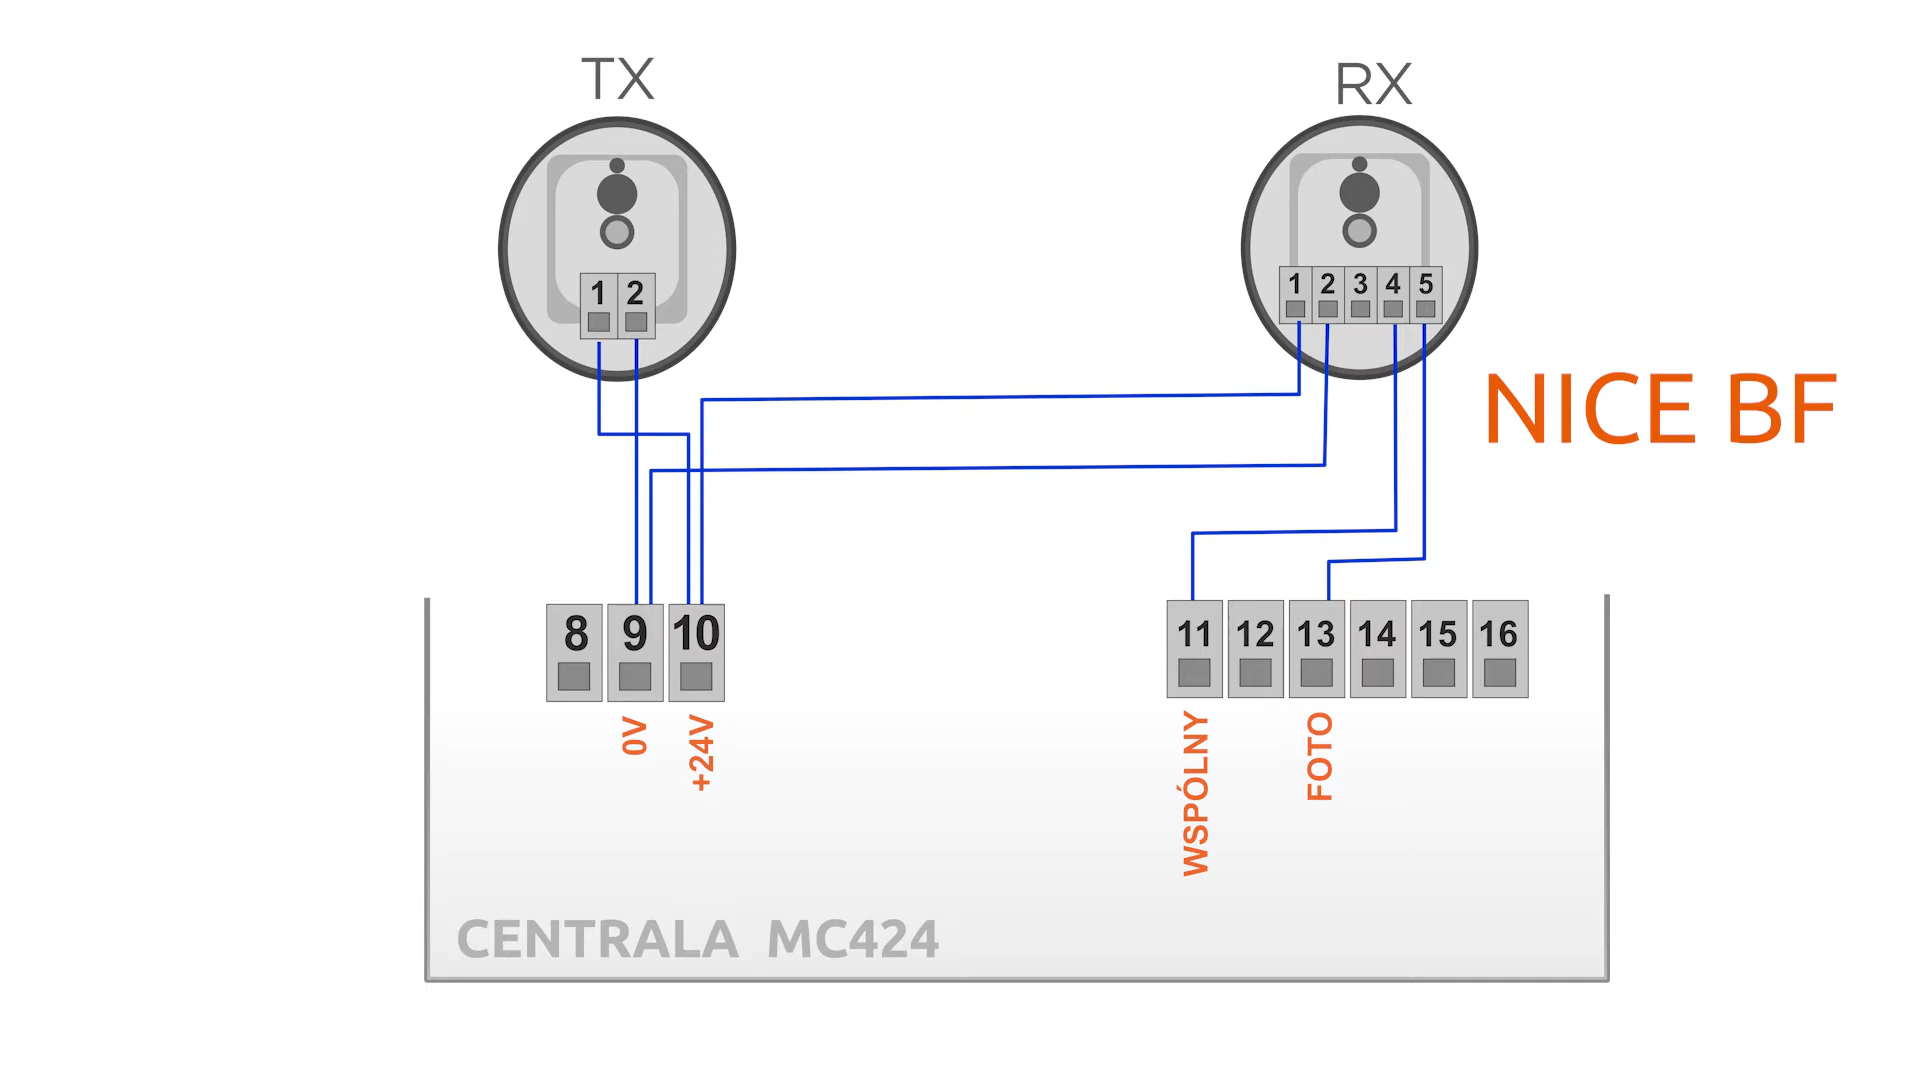 TX
RX
1 2
1 2 3 4 5
NICE BF
8 9 10
11 12 13 14 15 16
0V
+24V
WSPÓLNY
FOTO
CENTRALA MC424